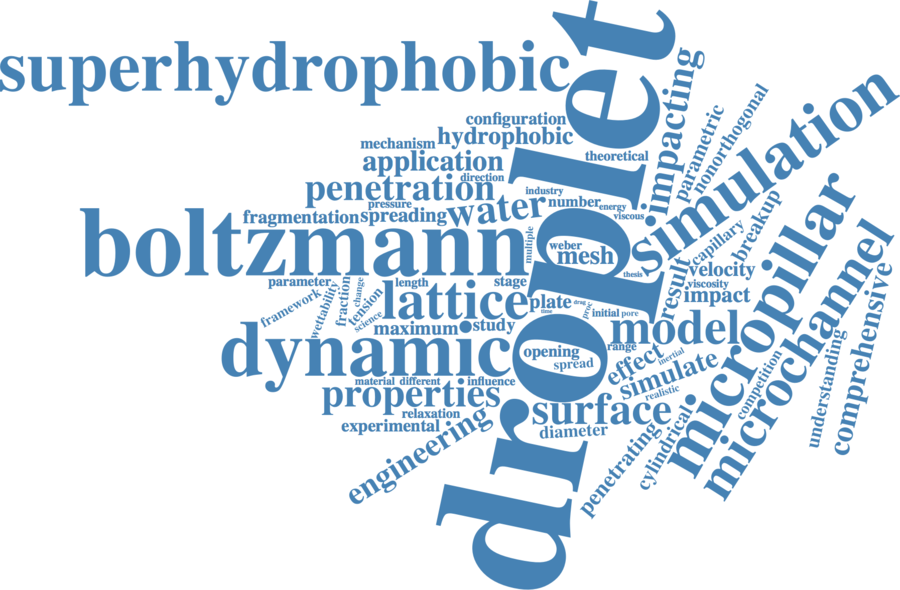 superhydrophobic
droplet
configuration
mechanism
hydrophobic
application
theoretical
direction
penetration
industry
pressure
fragmentation
spreading
water
number
energy
viscous
boltzmann
multiple
weber
mesh
thesis
impacting
parametric
nonorthogonal
simulation
capillary
breakup
velocity
viscosity
impact
result
parameter
length
stage
framework
wettability
fraction
change
tension
science
lattice
plate
drug
time
initial
pore
maximum
study
model
dynamic
opening
spread
range
effect
inertial
simulate
realistic
material
different
influence
properties
relaxation
experimental
engineering
surface
diameter
penetrating
cylindrical
micropillar
competition
microchannel
understanding
comprehensive